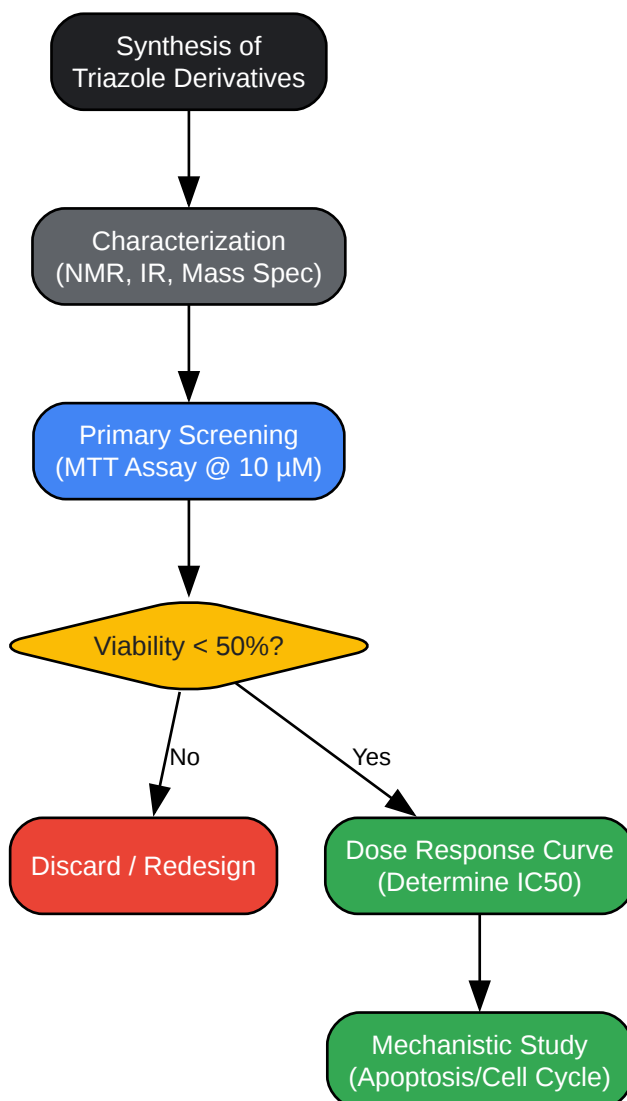 Synthesis of
Triazole Derivatives
Characterization
(NMR, IR, Mass Spec)
Primary Screening
(MTT Assay @ 10 µM)
Viability < 50%?
No
Yes
Discard / Redesign
Dose Response Curve
(Determine IC50)
Mechanistic Study
(Apoptosis/Cell Cycle)